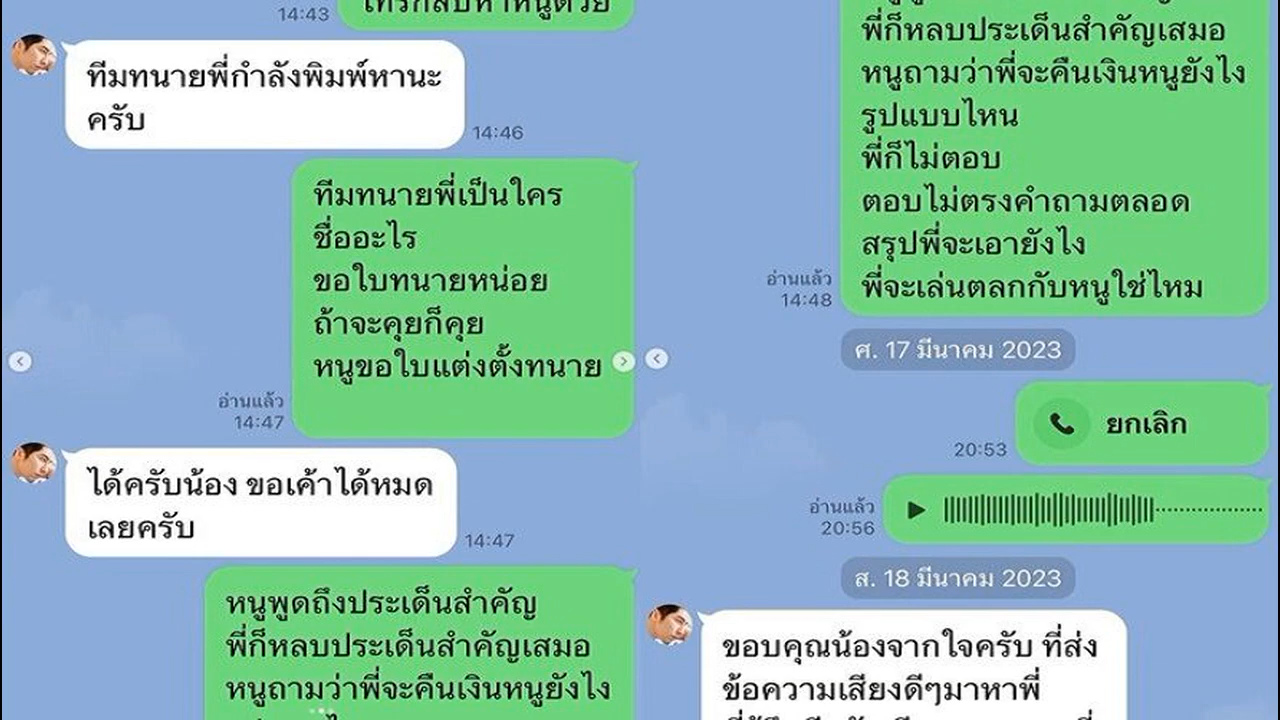 โทรกลับหาหนูด้วย
14:43
ทีมทนายพี่กำลังพิมพ์หานะ
ครับ
14:46
ทีมทนายพี่เป็นใคร
ชื่ออะไร
ขอใบทนายหน่อย
ถ้าจะคุยก็คุย
หนูขอใบแต่งตั้งทนาย
อ่านแล้ว
14:47
ได้ครับน้อง ขอเค้าได้หมด
เลยครับ
14:47
หนูพูดถึงประเด็นสำคัญ
พี่ก็หลบประเด็นสำคัญเสมอ
หนูถามว่าพี่จะคืนเงินหนูยังไง
พี่ก็หลบประเด็นสำคัญเสมอ
หนูถามว่าพี่จะคืนเงินหนูยังไง
รูปแบบไหน
พี่ก็ไม่ตอบ
ตอบไม่ตรงคำถามตลอด
สรุปพี่จะเอายังไง
พี่จะเล่นตลกกับหนูใช่ไหม
อ่านแล้ว
14:48
ศ. 17 มีนาคม 2023
ยกเลิก
20:53
อ่านแล้ว
20:56
ส. 18 มีนาคม 2023
ขอบคุณน้องจากใจครับ ที่ส่ง
ข้อความเสียงดีๆมาหาพี่